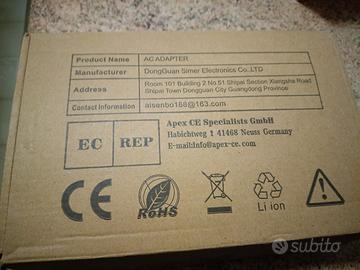 Product Name AC ADAPTER
Manufacturer DongGuan Simer Electronics Co.,LTD
Address Room 101 Building 2 No.51 Shipai Section Xiangsha Road
Shipai Town Dongguan City Guangdong Province
Contact Information aisenbo168@163.com
EC REP
Apex CE Specialists GmbH
Habichtweg 1 41468 Neuss Germany
E-mail:info@apex-ce.com
CE
RoHS
Li ion
subito